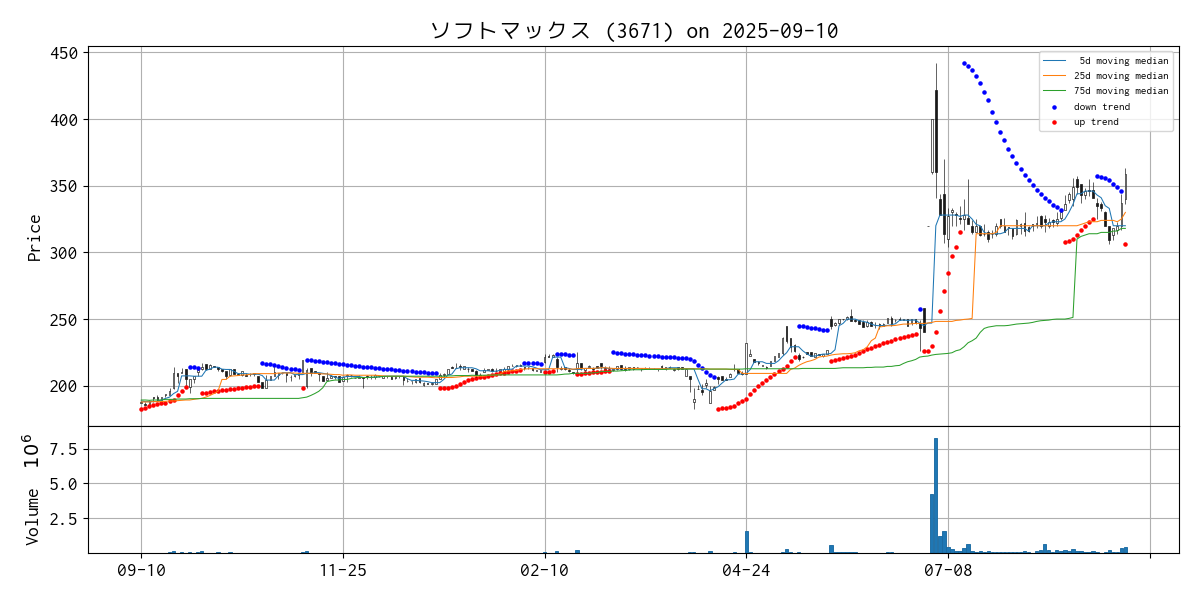 ソフトマックス (3671) on 2025-09-10
450
400
350
300
250
200
Price
5d moving median
25d moving median
75d moving median
down trend
up trend
7.5
5.0
2.5
Volume 10^6
09-10
11-25
02-10
04-24
07-08